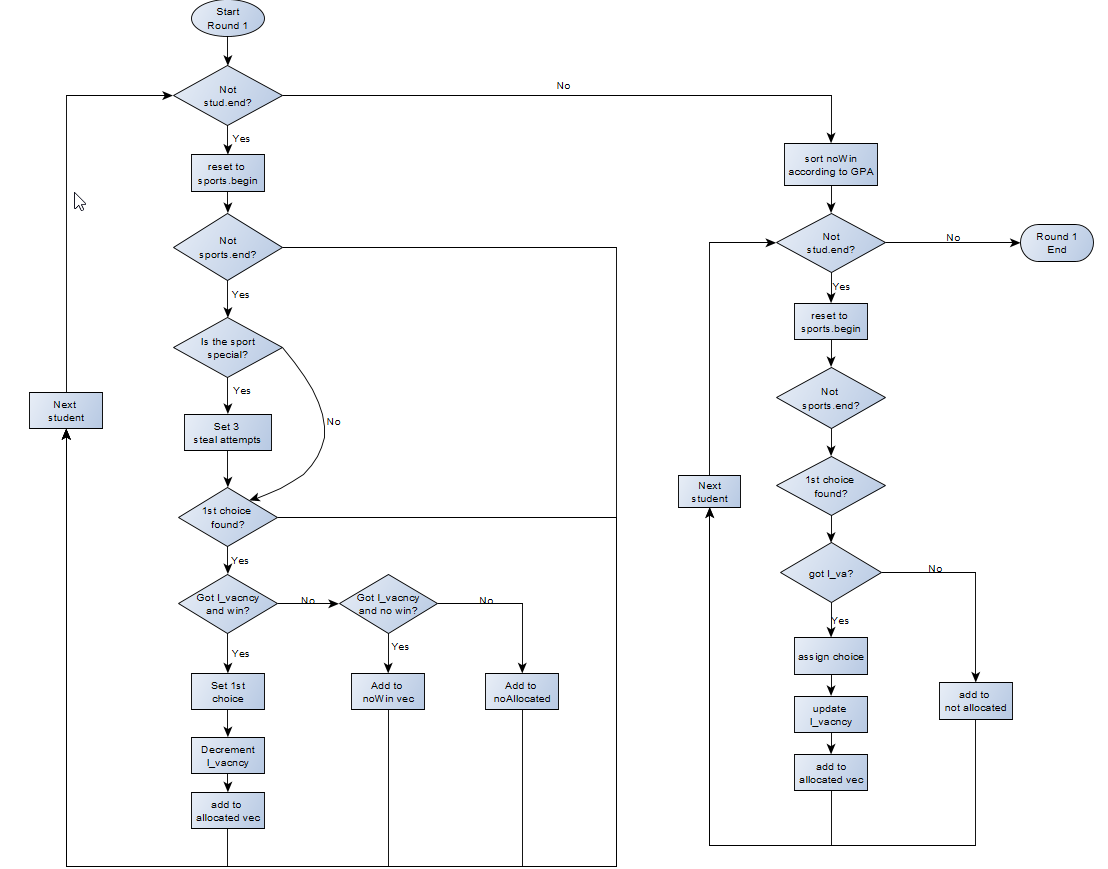 Start
Round 1
Not
stud.end?
No
Yes
reset to
sports.begin
Not
sports.end?
Yes
Is the sport
special?
Yes
No
Set 3
steal attempts
Next
student
1st choice
found?
Yes
Got I_vacncy
and win?
No
Got I_vacncy
and no win?
No
Yes
Yes
Set 1st
choice
Add to
noWin vec
Add to
noAllocated
Decrement
I_vacncy
add to
allocated vec
sort noWin
according to GPA
Not
stud.end?
No
Round 1
End
Yes
reset to
sports.begin
Not
sports.end?
1st choice
found?
Next
student
got I_va?
No
Yes
assign choice
update
I_vacncy
add to
not allocated
add to
allocated vec